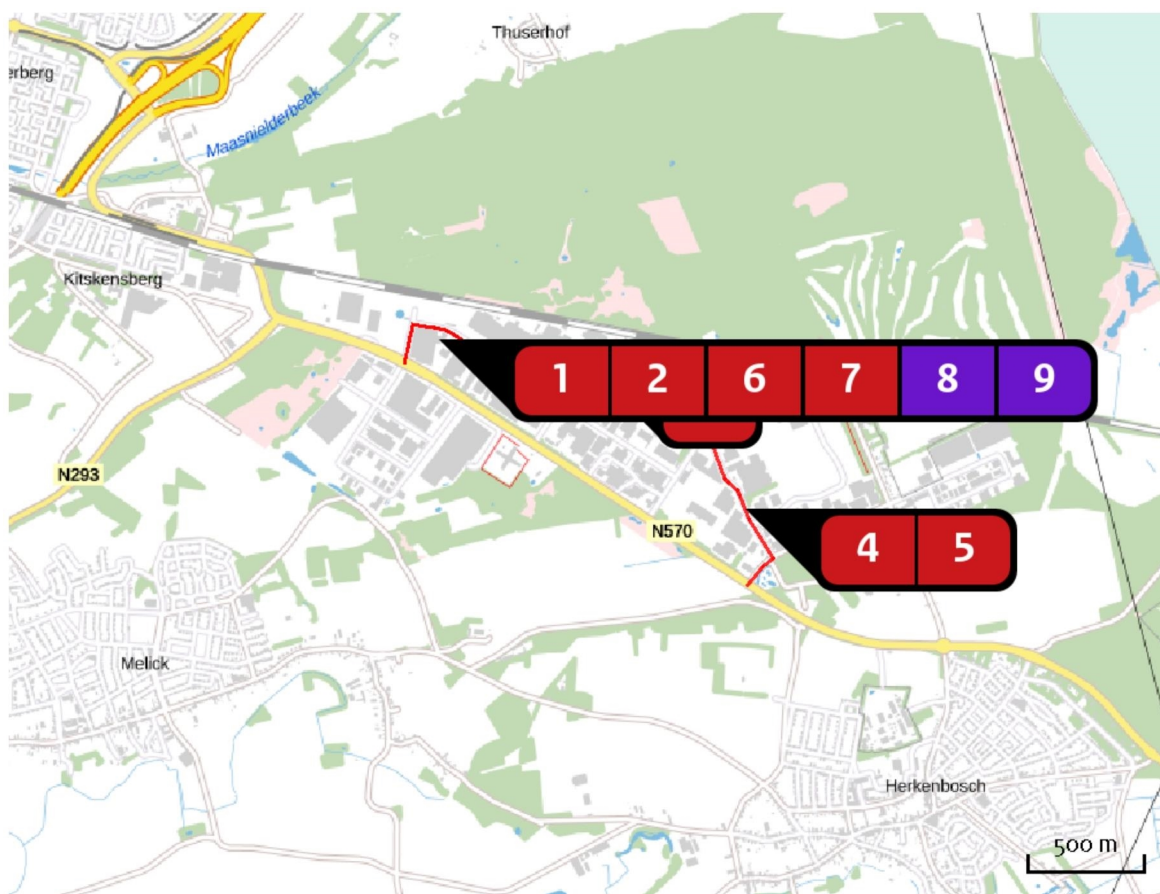 Thuserhof
erberg
Maasnielderbeek
Kitskensberg
1 2 6 7 8 9
N293
N570
4 5
Melick
Herkenbosch
500 m